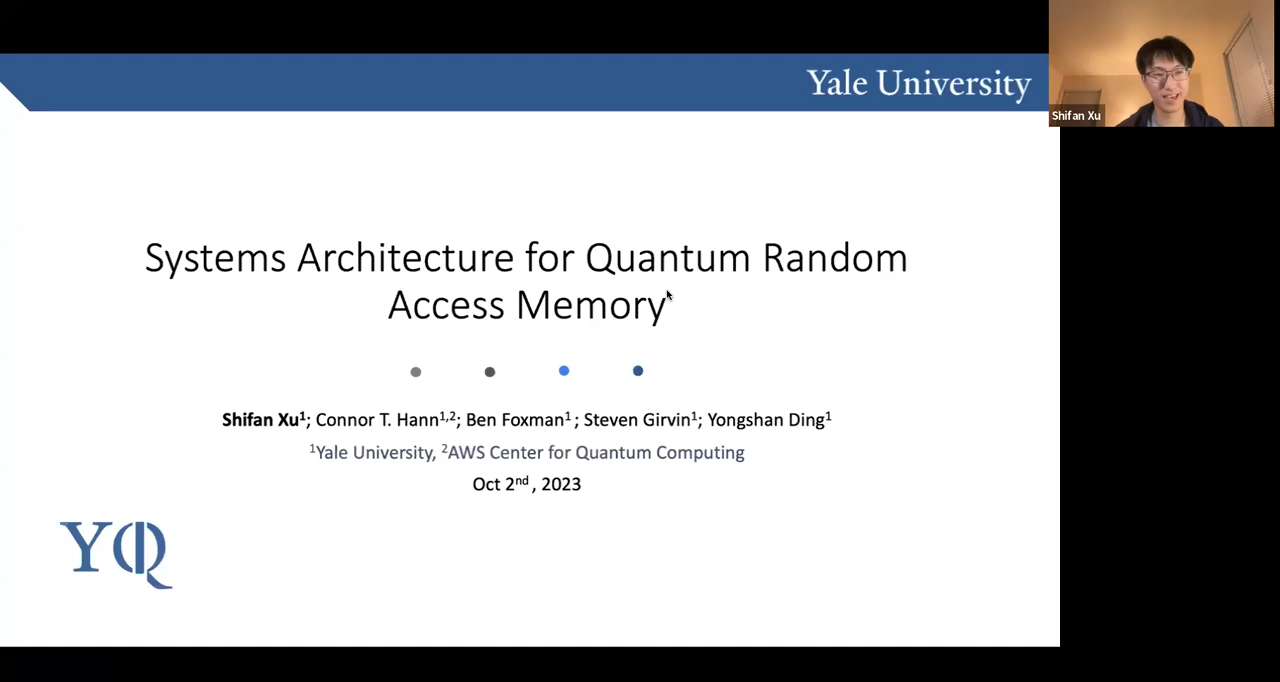 Yale University
Shifan Xu
Systems Architecture for Quantum Random
Access Memory
Shifan Xu¹; Connor T. Hann¹,²; Ben Foxman¹ ; Steven Girvin¹; Yongshan Ding¹
¹Yale University, ²AWS Center for Quantum Computing
Oct 2ⁿᵈ , 2023
YQ